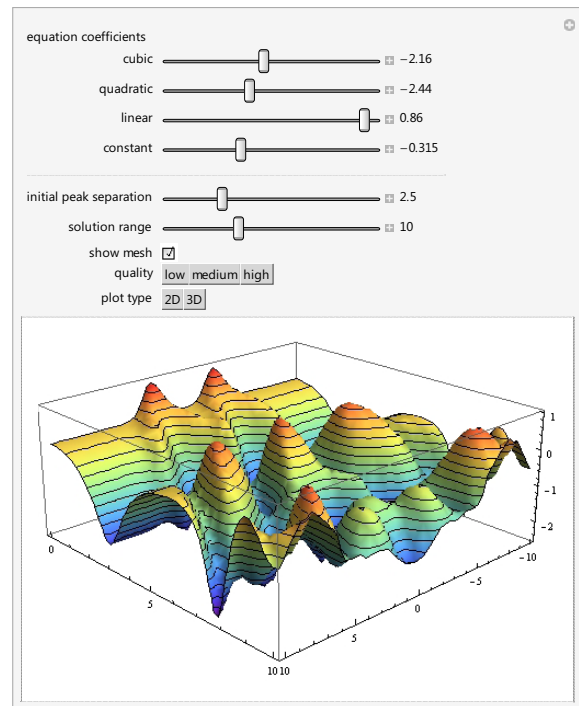 equation coefficients
cubic −2.16
quadratic −2.44
linear 0.86
constant −0.315
initial peak separation 2.5
solution range 10
show mesh
quality low medium high
plot type 2D 3D
1
0
−1
−2
0
5
10 10
5
0
−5
−10